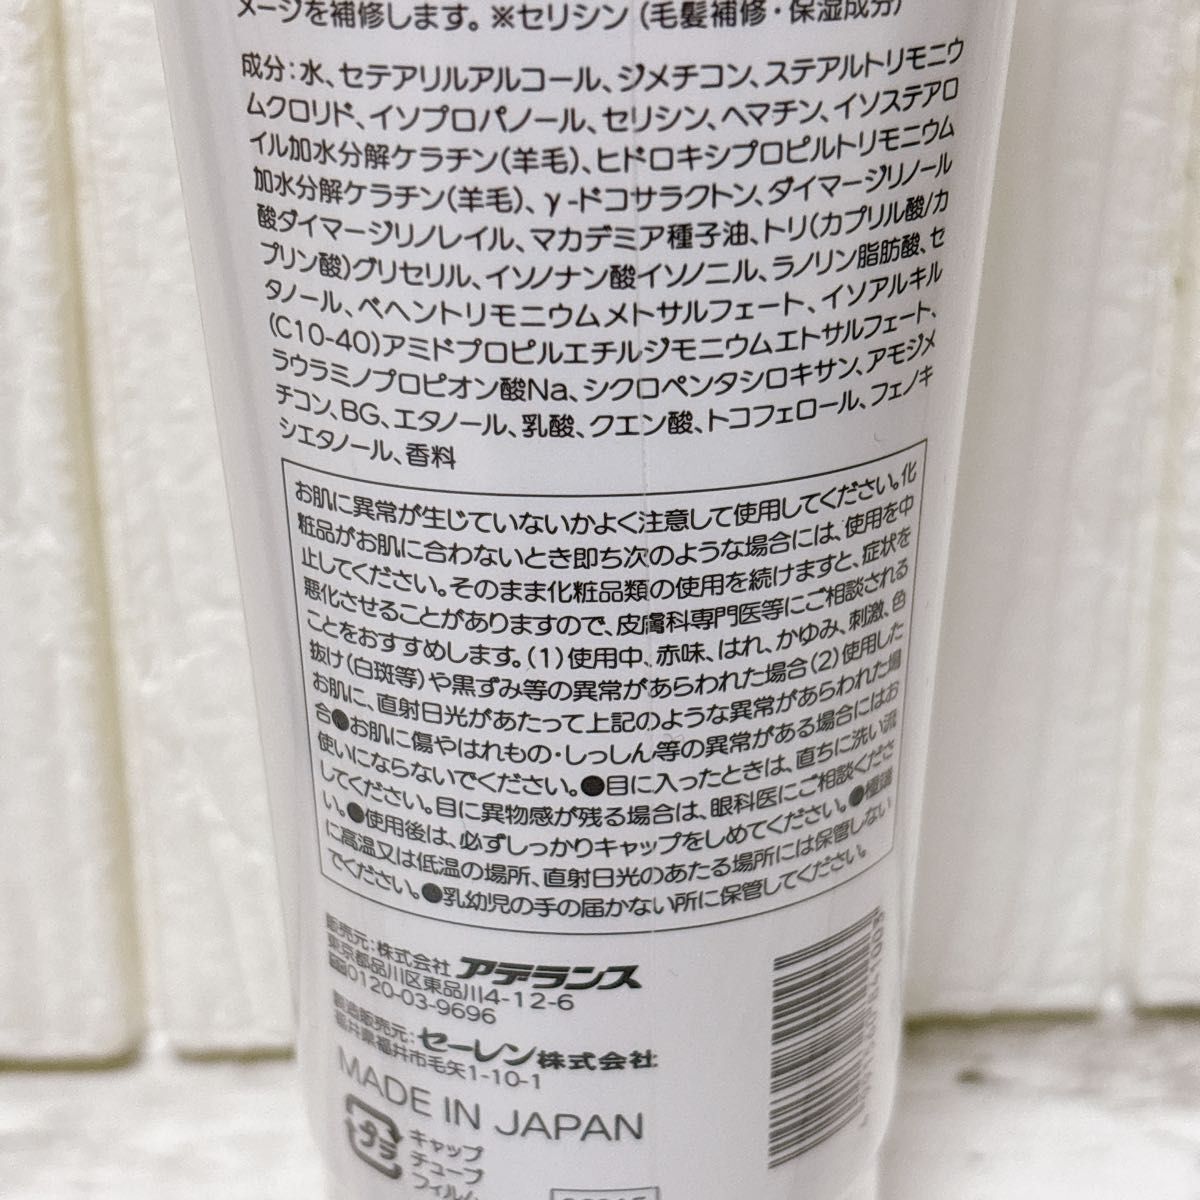 メージを補修します。※セリシン(毛髪補修・保湿成分)
成分:水、セテアリルアルコール、ジメチコン、ステアルトリモニウ
ムクロリド、イソプロパノール、セリシン、ヘマチン、イソステアロ
イル加水分解ケラチン(羊毛)、ヒドロキシプロピルトリモニウム
加水分解ケラチン(羊毛)、γ-ドコサラクトン、ダイマージリノール
酸ダイマージリノレイル、マカデミア種子油、トリ(カプリル酸/カ
プリン酸)グリセリル、イソノナン酸イソノニル、ラノリン脂肪酸、セ
タノール、ベヘントリモニウムメトサルフェート、イソアルキル
(C10-40)アミドプロピルエチルジモニウムエトサルフェート、
ラウラミノプロピオン酸Na、シクロペンタシロキサン、アモジメ
チコン、BG、エタノール、乳酸、クエン酸、トコフェロール、フェノキ
シエタノール、香料
お肌に異常が生じていないかよく注意して使用してください。化
粧品がお肌に合わないとき即ち次のような場合には、使用を中
止してください。そのまま化粧品類の使用を続けますと、症状を
悪化させることがありますので、皮膚科専門医等にご相談される
ことをおすすめします。(1)使用中、赤味、はれ、かゆみ、刺激、色
抜け(白斑等)や黒ずみ等の異常があらわれた場合(2)使用した
お肌に、直射日光があたって上記のような異常があらわれた場
合●お肌に傷やはれもの・しっしん等の異常がある場合にはお
使いにならないでください。●目に入ったときは、直ちに洗い流
してください。目に異物感が残る場合は、眼科医にご相談くださ
い。●使用後は、必ずしっかりキャップをしめてください。●極端
に高温又は低温の場所、直射日光のあたる場所には保管しない
でください。●乳幼児の手の届かない所に保管してください。
販売元:株式会社 アデランス
東京都品川区東品川4-12-6
0120-03-9696
製造販売元:セーレン株式会社
福井県福井市毛矢1-10-1
MADE IN JAPAN
プラ
キャップ
チューブ
フィルム